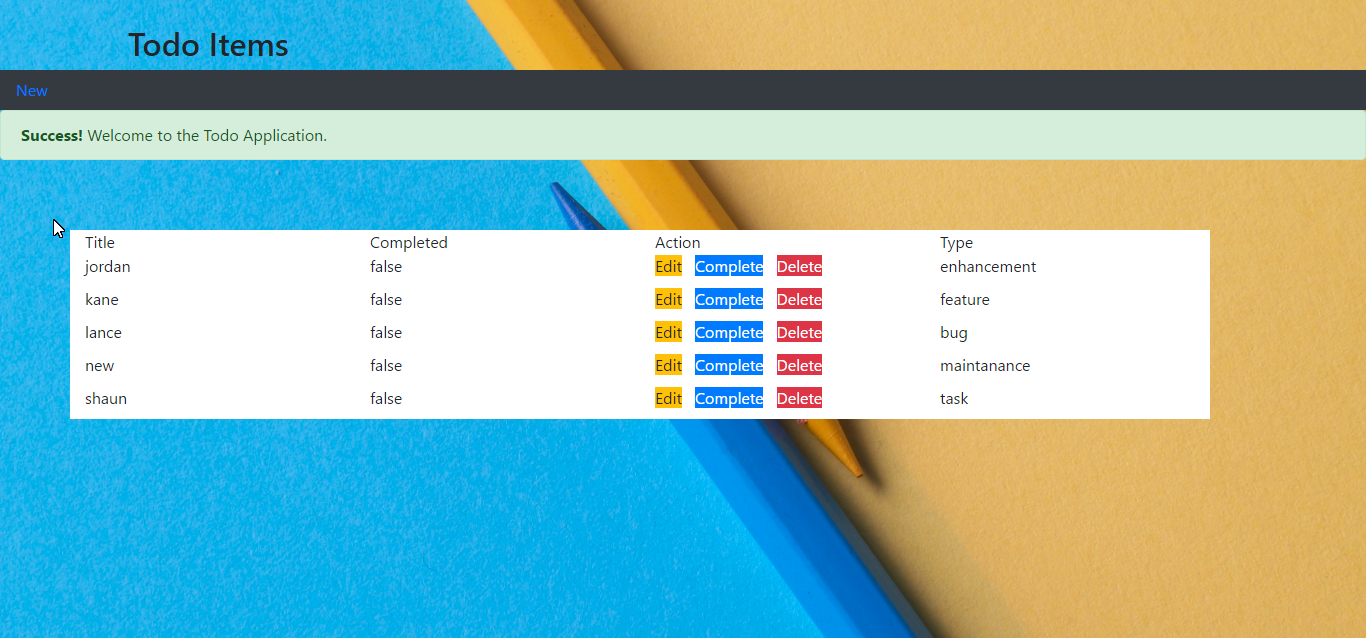 Todo Items
New
Success! Welcome to the Todo Application.
Title Completed Action Type
jordan false Edit Complete Delete enhancement
kane false Edit Complete Delete feature
lance false Edit Complete Delete bug
new false Edit Complete Delete maintanance
shaun false Edit Complete Delete task